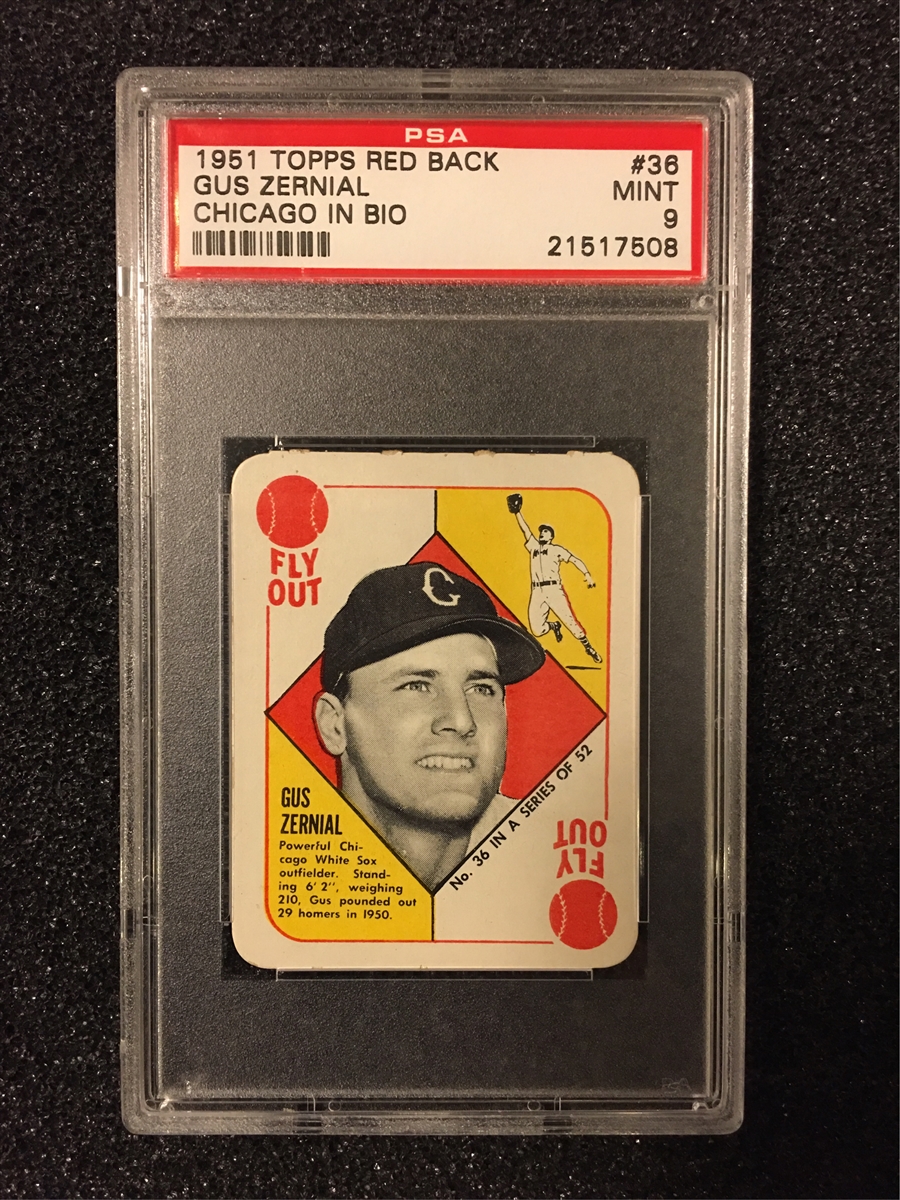 PSA
1951 TOPPS RED BACK #36
GUS ZERNIAL MINT
CHICAGO IN BIO 9
21517508
FLY
OUT
C
GUS
ZERNIAL
Powerful Chi-
cago White Sox
outfielder. Stand-
ing 6' 2", weighing
210, Gus pounded out
29 homers in 1950.
No. 36 IN A SERIES OF 52
FLY
OUT
PSA